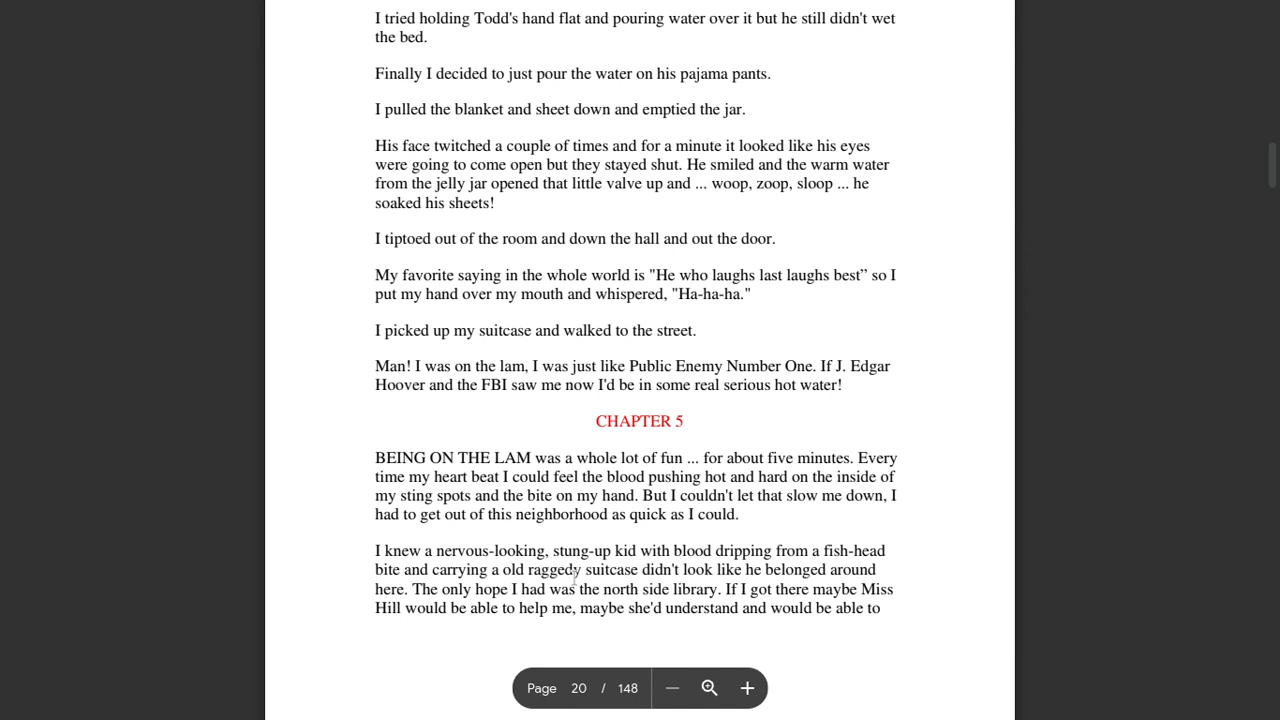 I tried holding Todd's hand flat and pouring water over it but he still didn't wet
the bed.
Finally I decided to just pour the water on his pajama pants.
I pulled the blanket and sheet down and emptied the jar.
His face twitched a couple of times and for a minute it looked like his eyes
were going to come open but they stayed shut. He smiled and the warm water
from the jelly jar opened that little valve up and ... woop, zoop, sloop ... he
soaked his sheets!
I tiptoed out of the room and down the hall and out the door.
My favorite saying in the whole world is "He who laughs last laughs best” so I
put my hand over my mouth and whispered, "Ha-ha-ha."
I picked up my suitcase and walked to the street.
Man! I was on the lam, I was just like Public Enemy Number One. If J. Edgar
Hoover and the FBI saw me now I'd be in some real serious hot water!
CHAPTER 5
BEING ON THE LAM was a whole lot of fun ... for about five minutes. Every
time my heart beat I could feel the blood pushing hot and hard on the inside of
my sting spots and the bite on my hand. But I couldn't let that slow me down, I
had to get out of this neighborhood as quick as I could.
I knew a nervous-looking, stung-up kid with blood dripping from a fish-head
bite and carrying a old raggedy suitcase didn't look like he belonged around
here. The only hope I had was the north side library. If I got there maybe Miss
Hill would be able to help me, maybe she'd understand and would be able to
Page 20 / 148